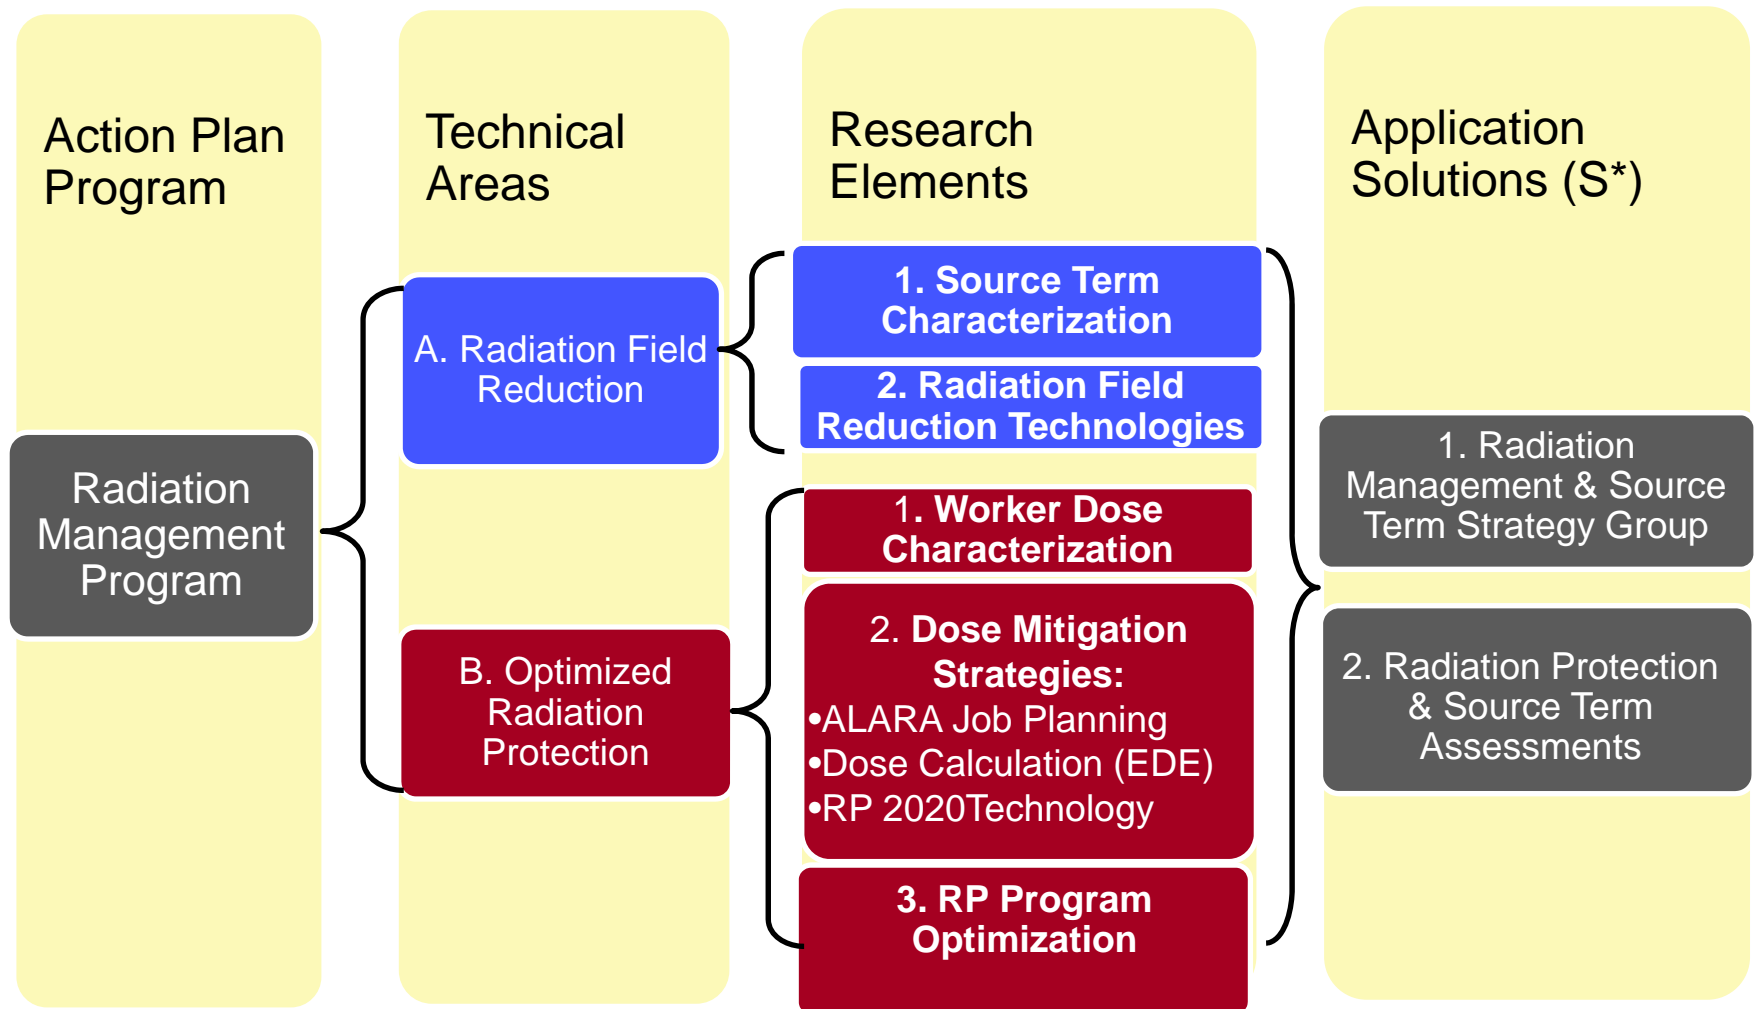 Action Plan
Program
Technical
Areas
Research
Elements
Application
Solutions (S*)
Radiation
Management
Program
A. Radiation Field
Reduction
B. Optimized
Radiation
Protection
1. Source Term
Characterization
2. Radiation Field
Reduction Technologies
1. Worker Dose
Characterization
2. Dose Mitigation
Strategies:
•ALARA Job Planning
•Dose Calculation (EDE)
•RP 2020Technology
3. RP Program
Optimization
1. Radiation
Management & Source
Term Strategy Group
2. Radiation Protection
& Source Term
Assessments